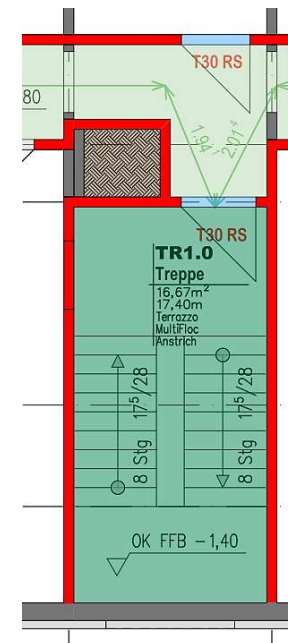 T30 RS
80
1.94
2.01⁴
T30 RS
TR1.0
Treppe
16,67m²
17,40m
Terrazzo
MultiFloc
Anstrich
8 Stg 17⁵/28
8 Stg 17⁵/28
OK FFB -1,40